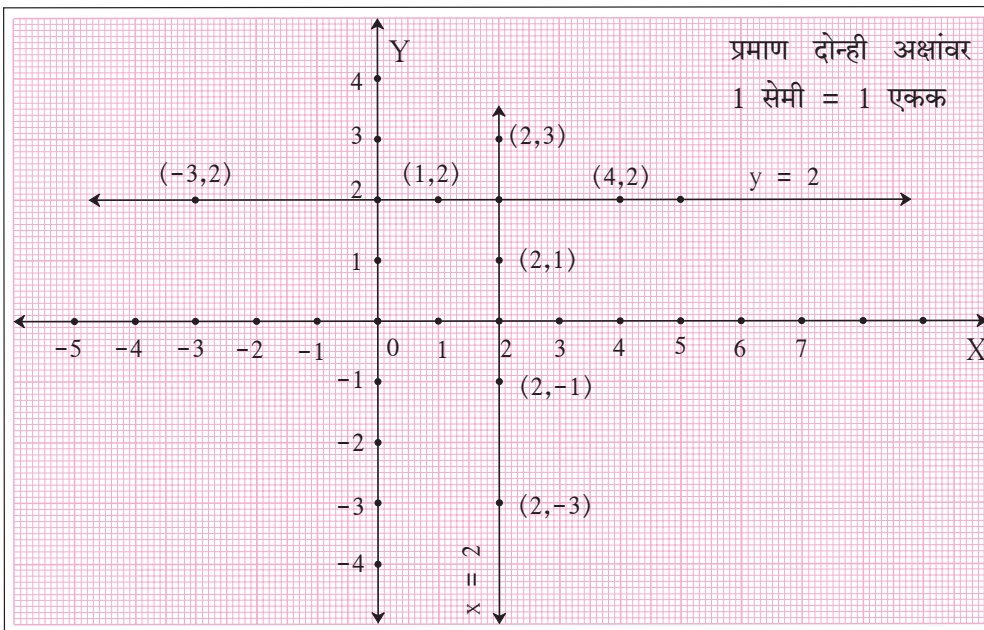 प्रमाण दोन्ही अक्षांवर
1 सेमी = 1 एकक
Y
4
3
(2,3)
(-3,2)
(1,2)
(4,2)
y = 2
2
1
(2,1)
-5 -4 -3 -2 -1 0 1 2 3 4 5 6 7 X
-1
(2,-1)
-2
-3
(2,-3)
-4
x = 2